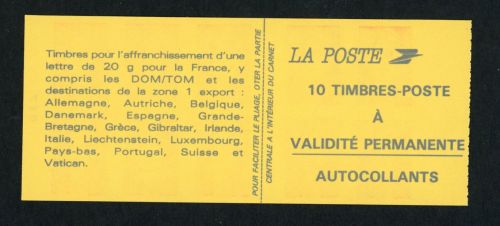 Timbres pour l'affranchissement d'une
lettre de 20 g pour la France, y
compris les DOM/TOM et les
destinations de la zone 1 export :
Allemagne, Autriche, Belgique,
Danemark, Espagne, Grande-
Bretagne, Grèce, Gibraltar, Irlande,
Italie, Liechtenstein, Luxembourg,
Pays-bas, Portugal, Suisse et
Vatican.
POUR FACILITER LE PLIAGE, OTER LA PARTIE
CENTRALE A L'INTÉRIEUR DU CARNET
LA POSTE
10 TIMBRES-POSTE
À
VALIDITÉ PERMANENTE
AUTOCOLLANTS